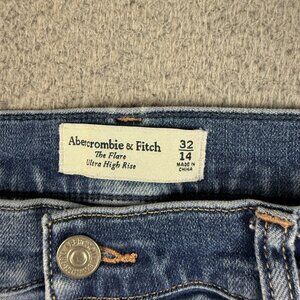 Abercrombie & Fitch
The Flare
Ultra High Rise
32
14
MADE IN
CHINA